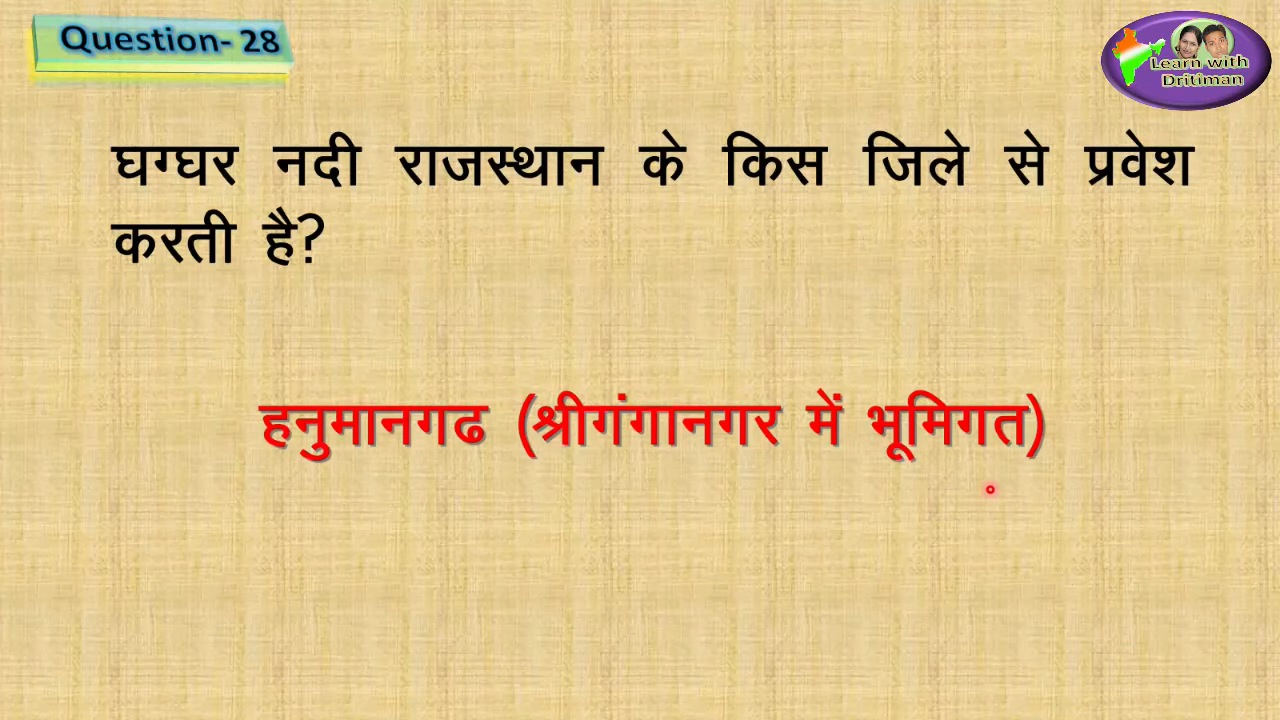 Question- 28
Learn with
Dritiman
घग्घर नदी राजस्थान के किस जिले से प्रवेश
करती है?
हनुमानगढ (श्रीगंगानगर में भूमिगत)